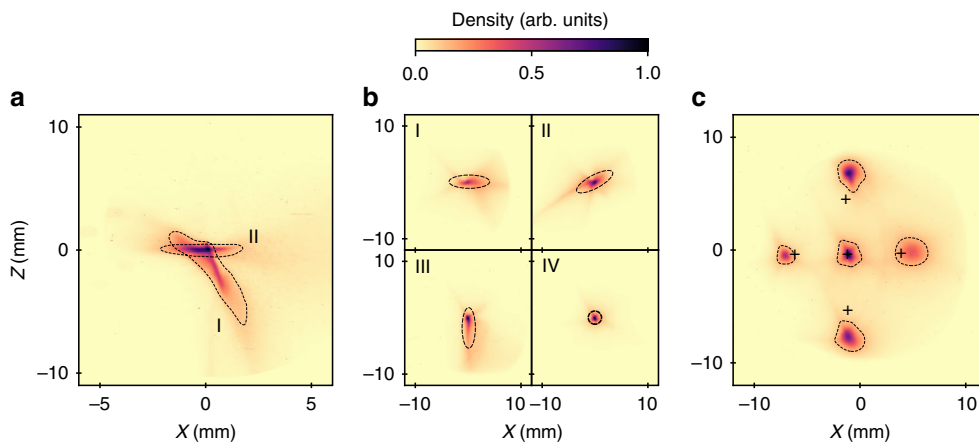 Density (arb. units)
0.0 0.5 1.0
a b c
10 10 10
I II
Z (mm)
0 II 0
−10 −10
10 III IV
I
−10 −10 −10
−5 0 5 −10 10 −10 10 −10 0 10
X (mm) X (mm) X (mm)